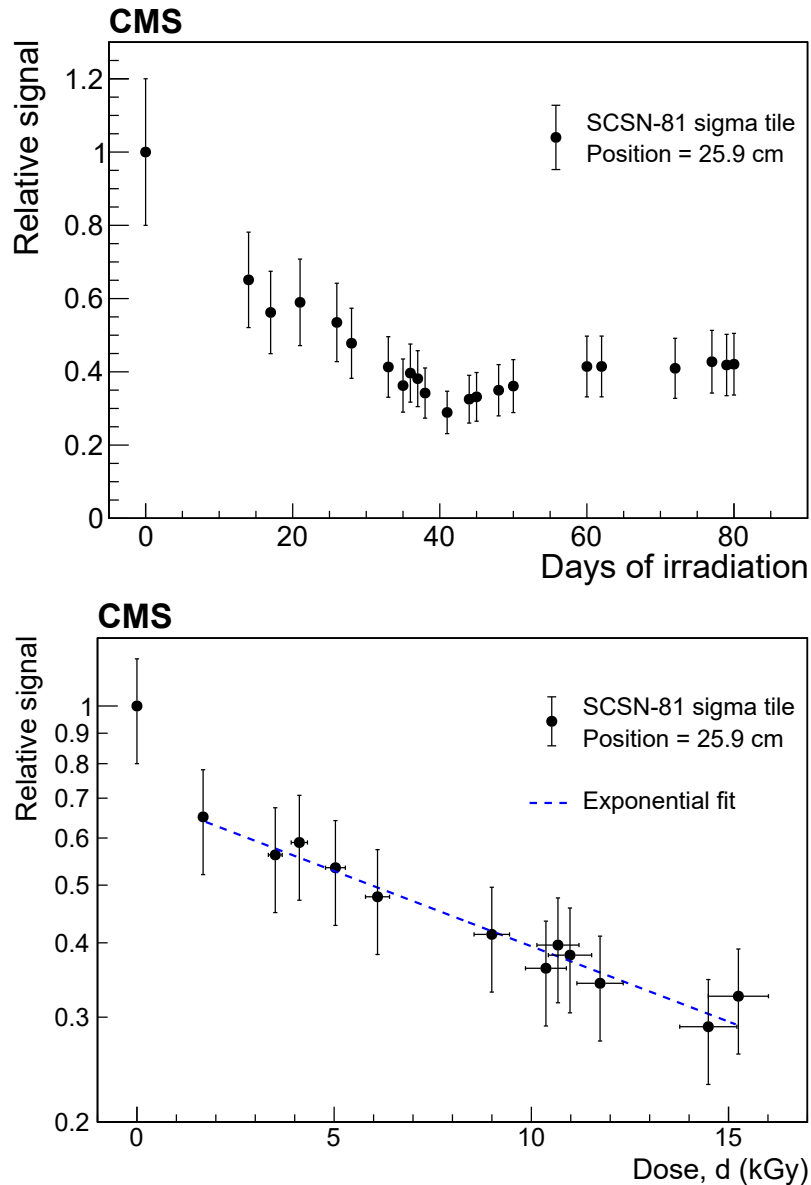 CMS
Relative signal
1.2
1
0.8
0.6
0.4
0.2
0
SCSN-81 sigma tile
Position = 25.9 cm
0 20 40 60 80
Days of irradiation
CMS
Relative signal
1
0.9
0.8
0.7
0.6
0.5
0.4
0.3
0.2
SCSN-81 sigma tile
Position = 25.9 cm
Exponential fit
0 5 10 15
Dose, d (kGy)